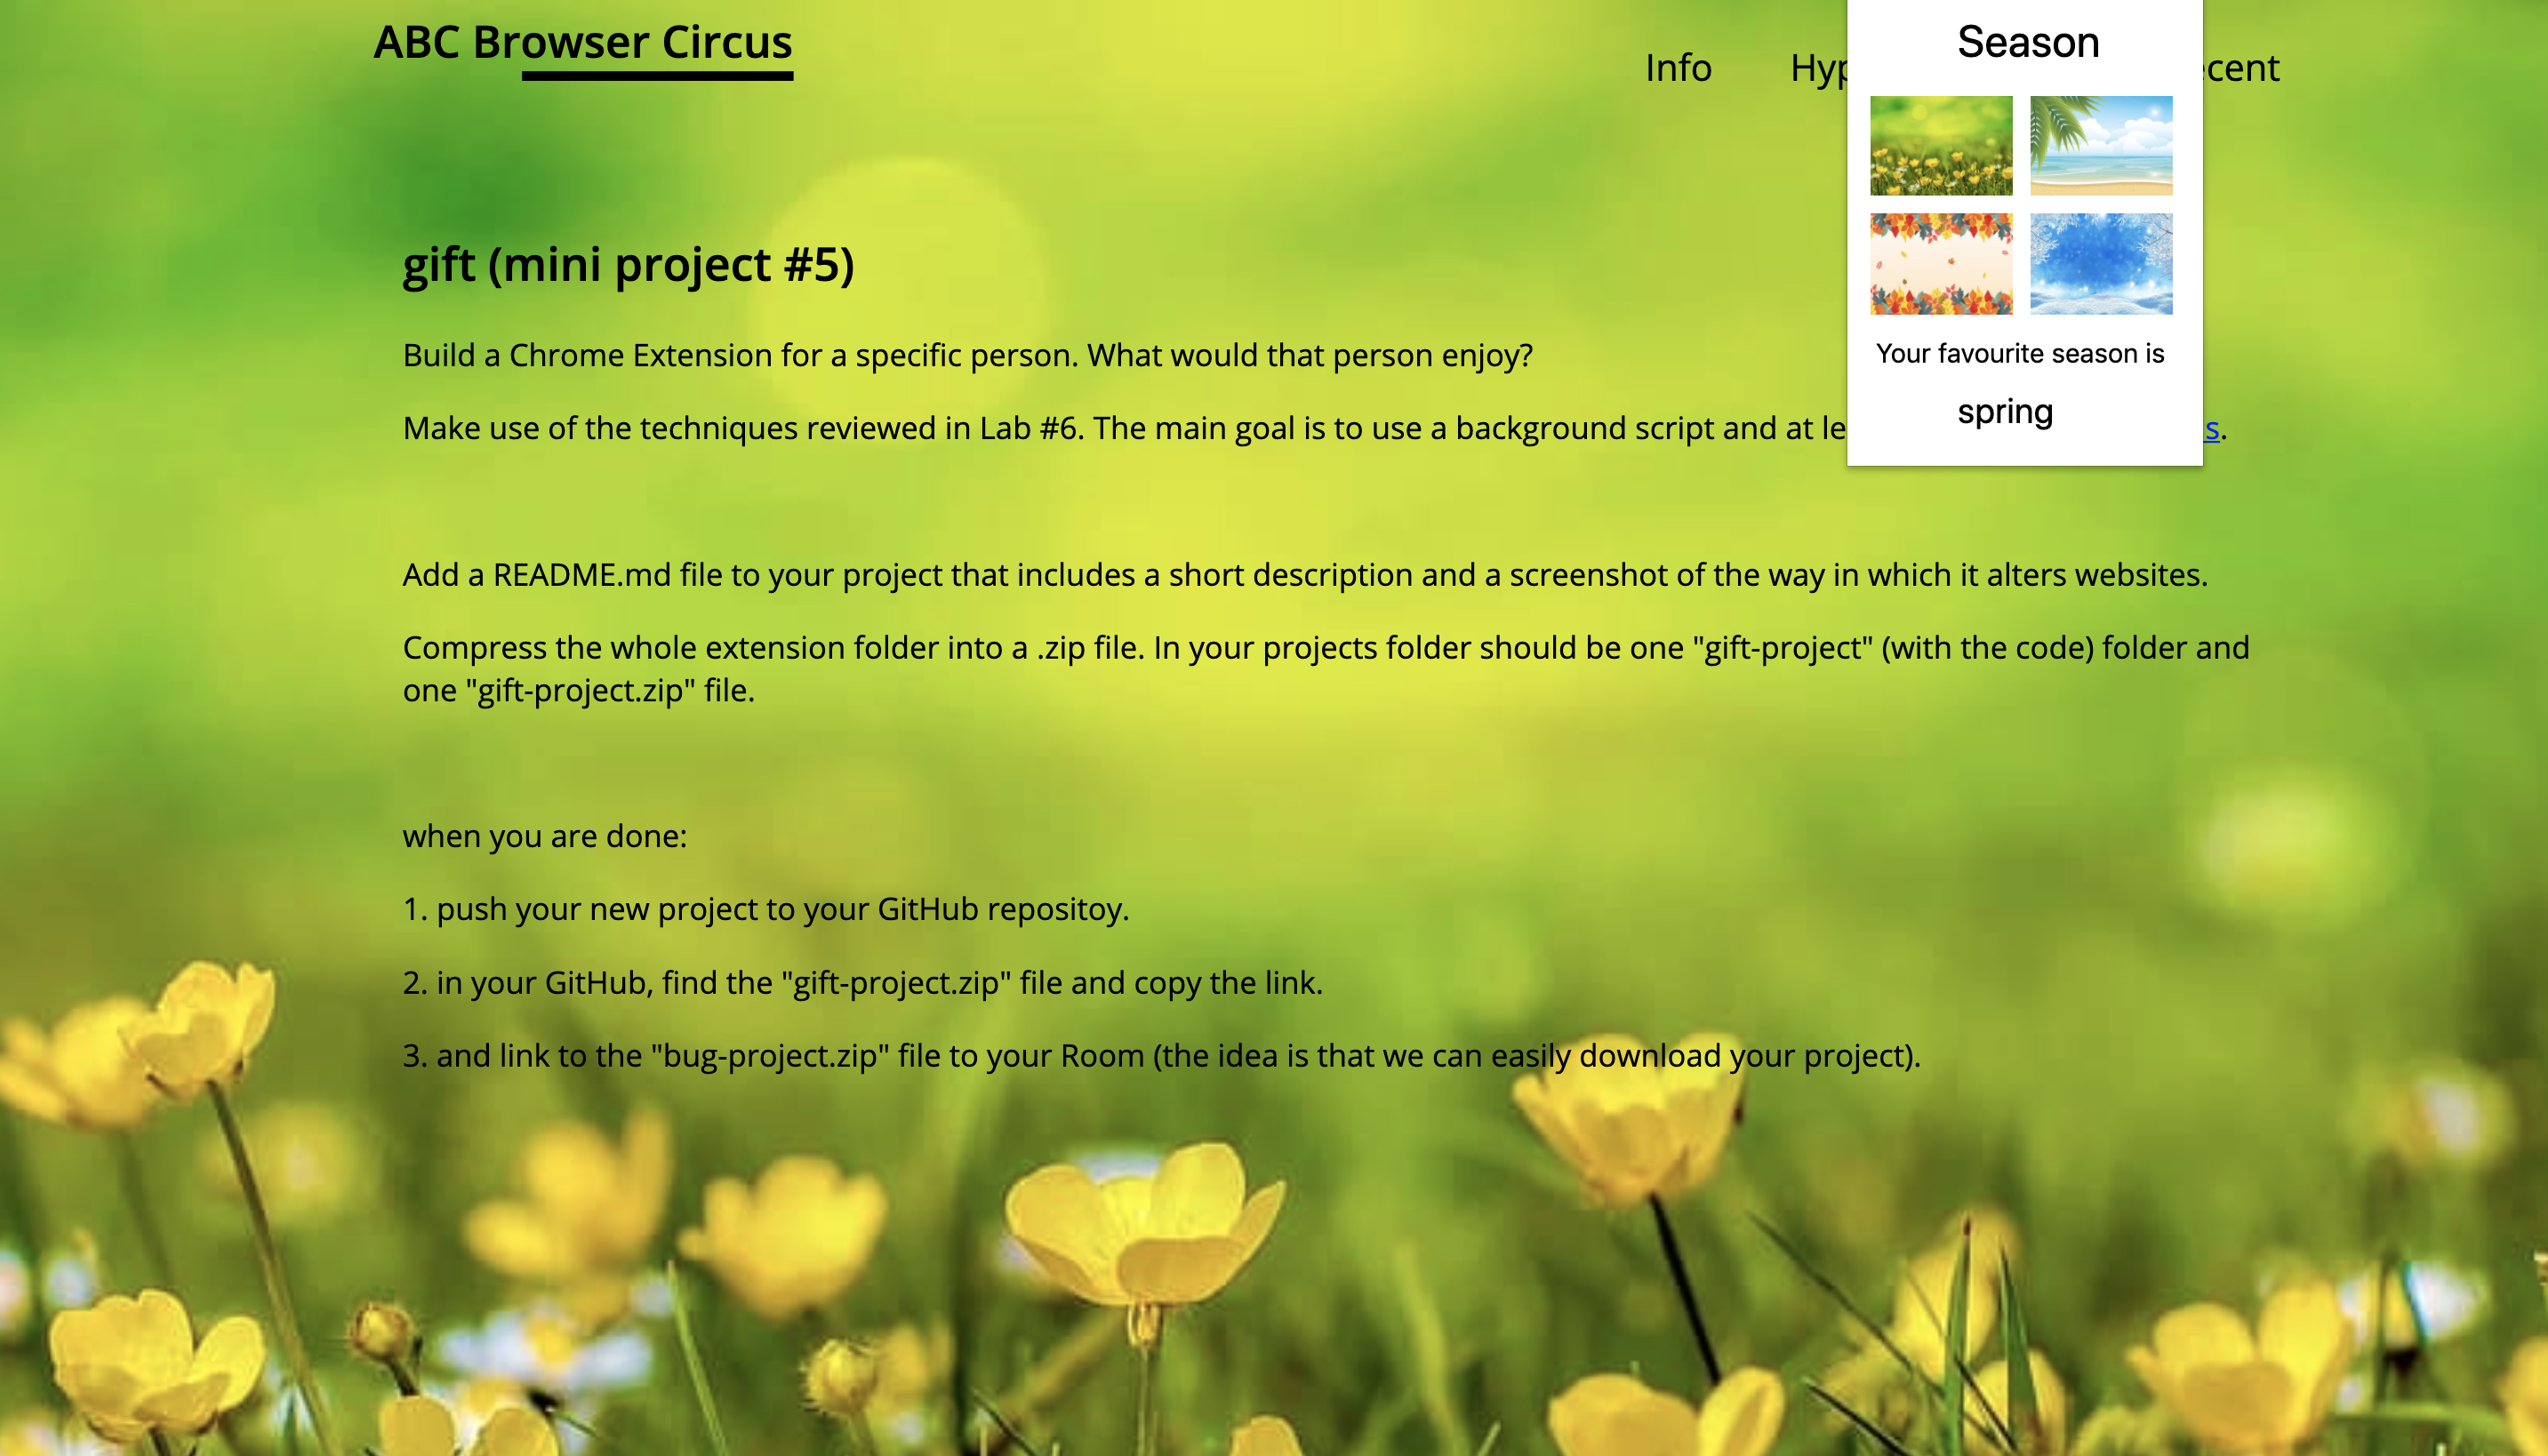 ABC Browser Circus
Info
Season
gift (mini project #5)
Build a Chrome Extension for a specific person. What would that person enjoy?
Your favourite season is
spring
Make use of the techniques reviewed in Lab #6. The main goal is to use a background script and at
Add a README.md file to your project that includes a short description and a screenshot of the way in which it alters websites.
Compress the whole extension folder into a .zip file. In your projects folder should be one "gift-project" (with the code) folder and
one "gift-project.zip" file.
when you are done:
1. push your new project to your GitHub repositoy.
2. in your GitHub, find the "gift-project.zip" file and copy the link.
3. and link to the "bug-project.zip" file to your Room (the idea is that we can easily download your project).